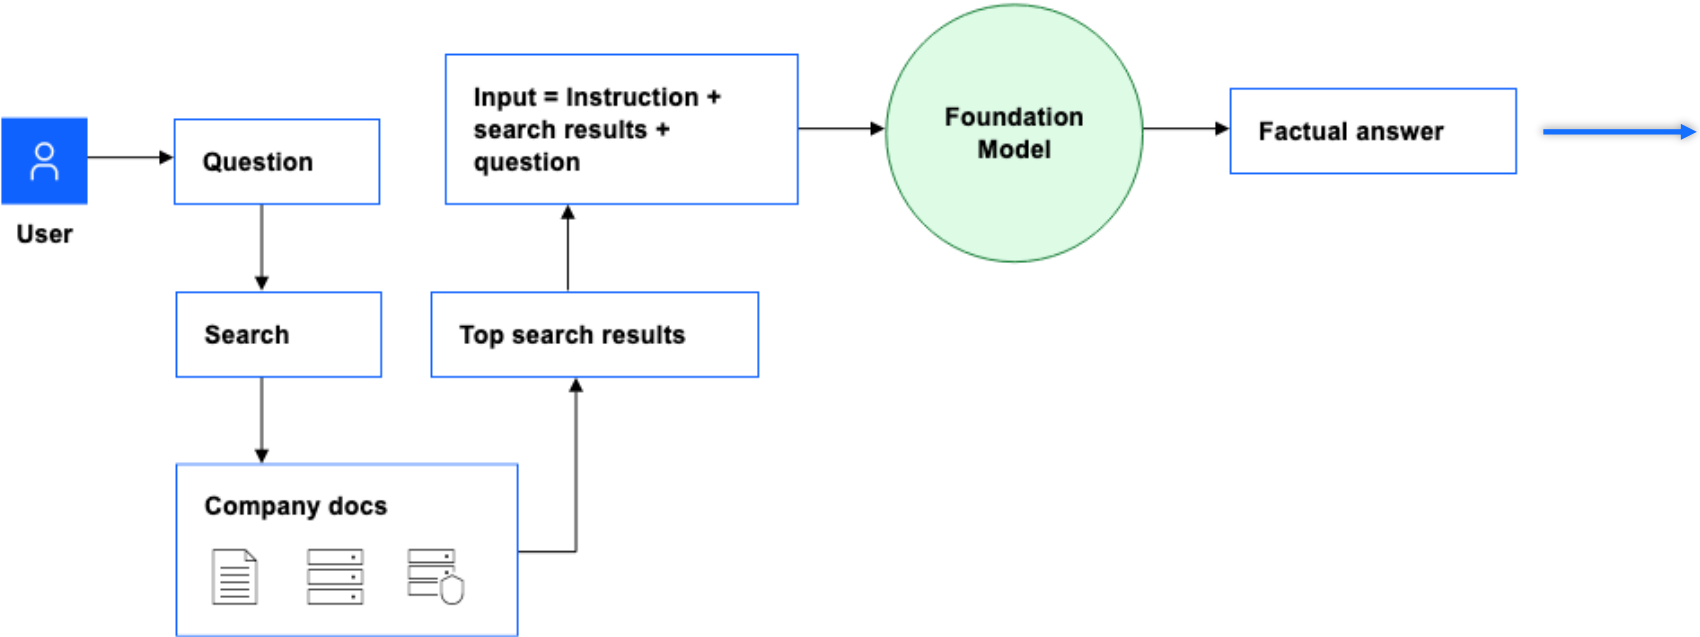 User
Question
Search
Company docs
Top search results
Input = Instruction +
search results +
question
Foundation
Model
Factual answer